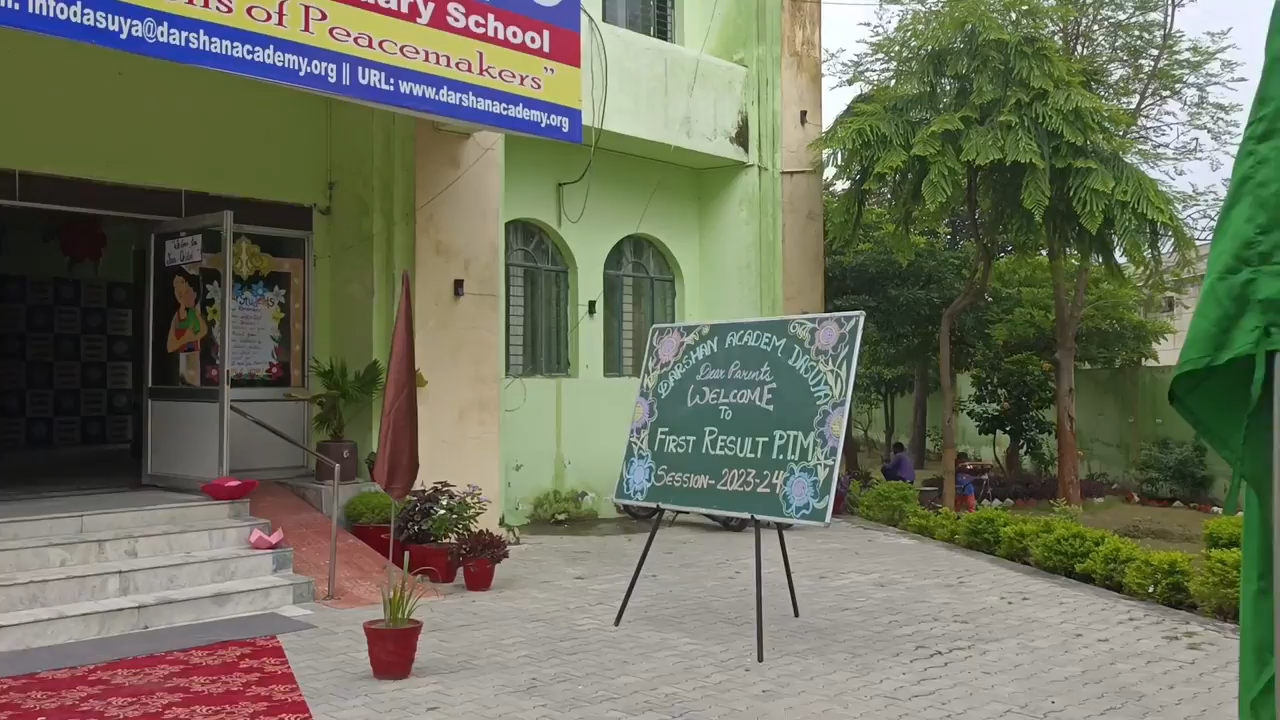 dary School
ns of Peacemakers"
infodasuya@darshanacademy.org || URL: www.darshanacademy.org
DARSHAN ACADEM, DASUYA
Dear Parents
WELCOME
TO
FIRST RESULT P.T.M
SESSION- 2023-24